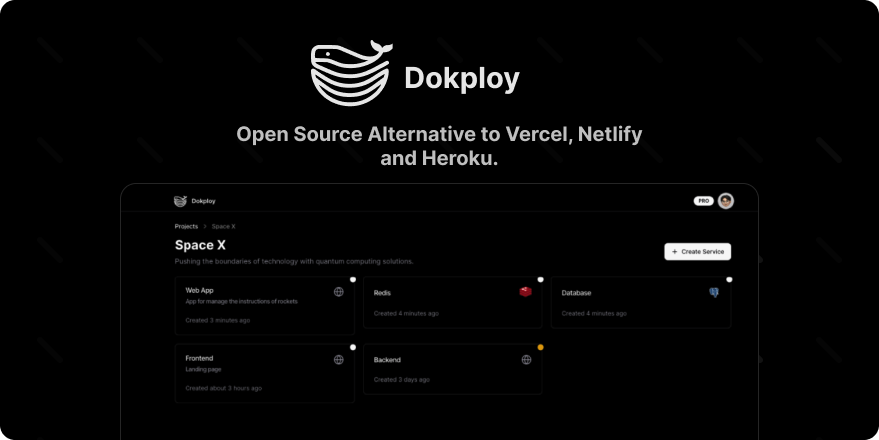 Dokploy
Open Source Alternative to Vercel, Netlify
and Heroku.
Dokploy
PRO
Projects > Space X
Space X
Pushing the boundaries of technology with quantum computing solutions.
+ Create Service
Web App
App for manage the instructions of rockets
Created 3 minutes ago
Redis
Created 4 minutes ago
Database
Created 4 minutes ago
Frontend
Landing page
Created about 3 hours ago
Backend
Created 3 days ago